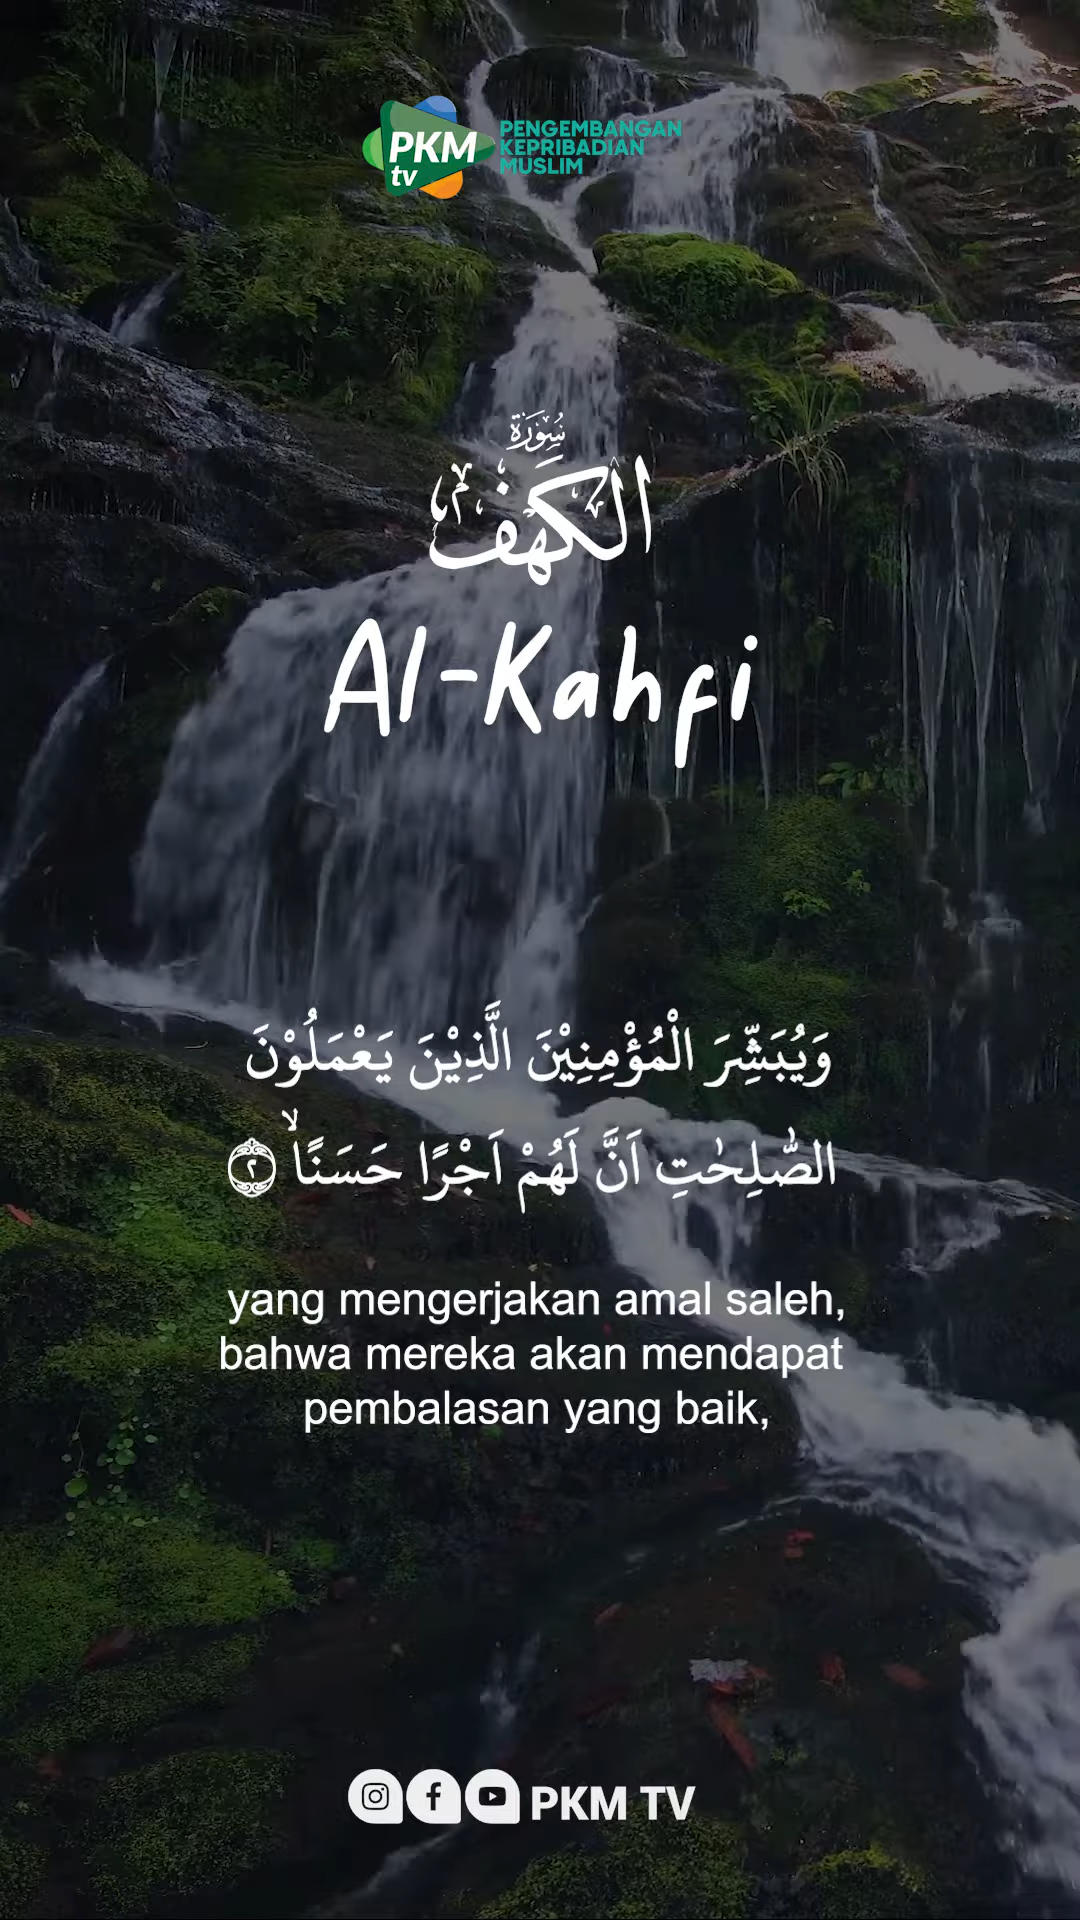 PKM
tv
PENGEMBANGAN
KEPRIBADIAN
MUSLIM
سُوْرَة
الكهف
Al-Kahfi
وَيُبَشِّرَ الْمُؤْمِنِيْنَ الَّذِيْنَ يَعْمَلُوْنَ
الصّٰلِحٰتِ اَنَّ لَهُمْ اَجْرًا حَسَنًاۙ ٢
yang mengerjakan amal saleh,
bahwa mereka akan mendapat
pembalasan yang baik,
PKM TV